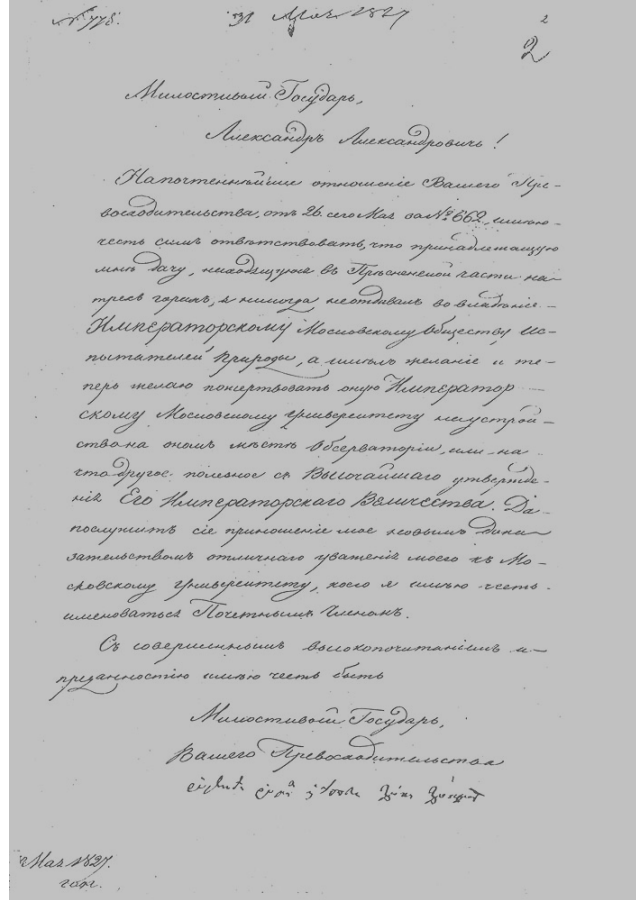 № 778. 31 Мая 1827 2
2
Милостивый Государь,
Александръ Александровичь!
На почтеннѣйшее отношеніе Вашего Пре-
восходительства, отъ 26. сего Мая за № 662, имѣю
честь симъ отвѣтствовать, что принадлежащую
мнѣ дачу, находящуюся въ Прѣсненской части на
трехъ горахъ, я никогда не отдавалъ во владѣніе
Императорскому Московскому Обществу Ис-
пытателей Природы, а имѣлъ желаніе и те-
перь желаю пожертвовать оную Император
скому Московскому Университету на устрой-
ство на ономъ мѣстѣ Обсерваторіи, или на
что другое полезное съ Высочайшаго утвержде-
нія Его Императорскаго Величества. Да
послужитъ сіе приношеніе мое новымъ дока
зательствомъ отличнаго уваженія моего къ Мо-
сковскому Университету, коего я имѣю честь
именоваться Почетнымъ Членомъ.
Съ совершеннымъ высокопочитаніемъ и
преданностію имѣю честь быть
Милостивый Государь,
Вашего Превосходительства
Мая 1827.
года.